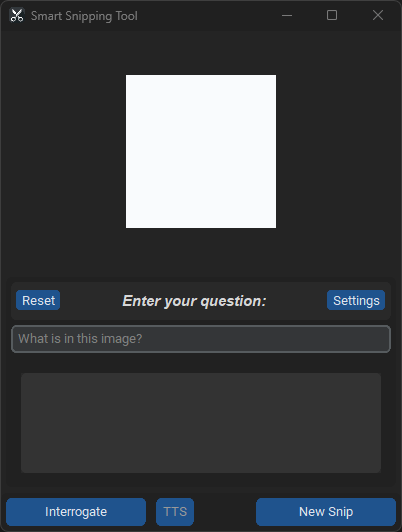 Smart Snipping Tool
Reset
Enter your question:
Settings
What is in this image?
Interrogate
TTS
New Snip